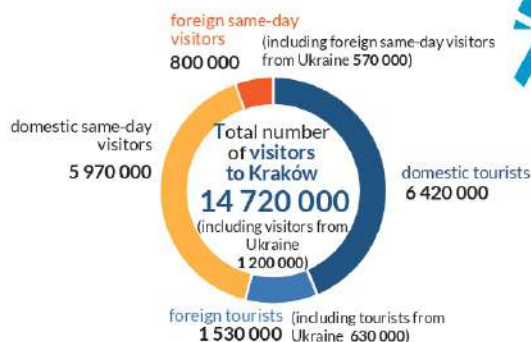 foreign same-day
visitors
800 000
(including foreign same-day visitors
from Ukraine 570 000)
domestic same-day
visitors
5 970 000
Total number
of visitors
to Kraków
14 720 000
(including visitors from
Ukraine
1 200 000)
domestic tourists
6 420 000
foreign tourists
1 530 000
(including tourists from
Ukraine 630 000)